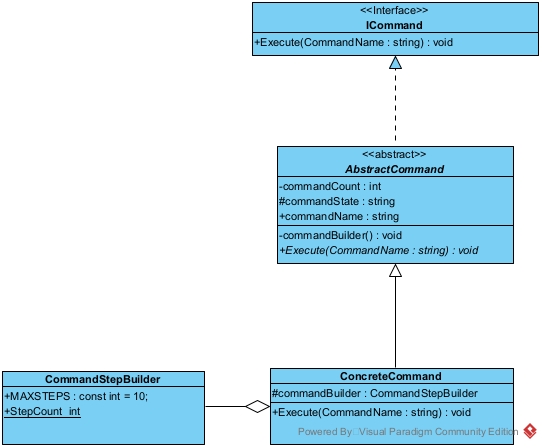 <<Interface>>
ICommand
+Execute(CommandName : string) : void
<<abstract>>
AbstractCommand
-commandCount : int
#commandState : string
+commandName : string
-commandBuilder() : void
+Execute(CommandName : string) : void
CommandStepBuilder
+MAXSTEPS : const int = 10;
+StepCount int
ConcreteCommand
#commandBuilder : CommandStepBuilder
+Execute(CommandName : string) : void
Powered By: Visual Paradigm Community Edition